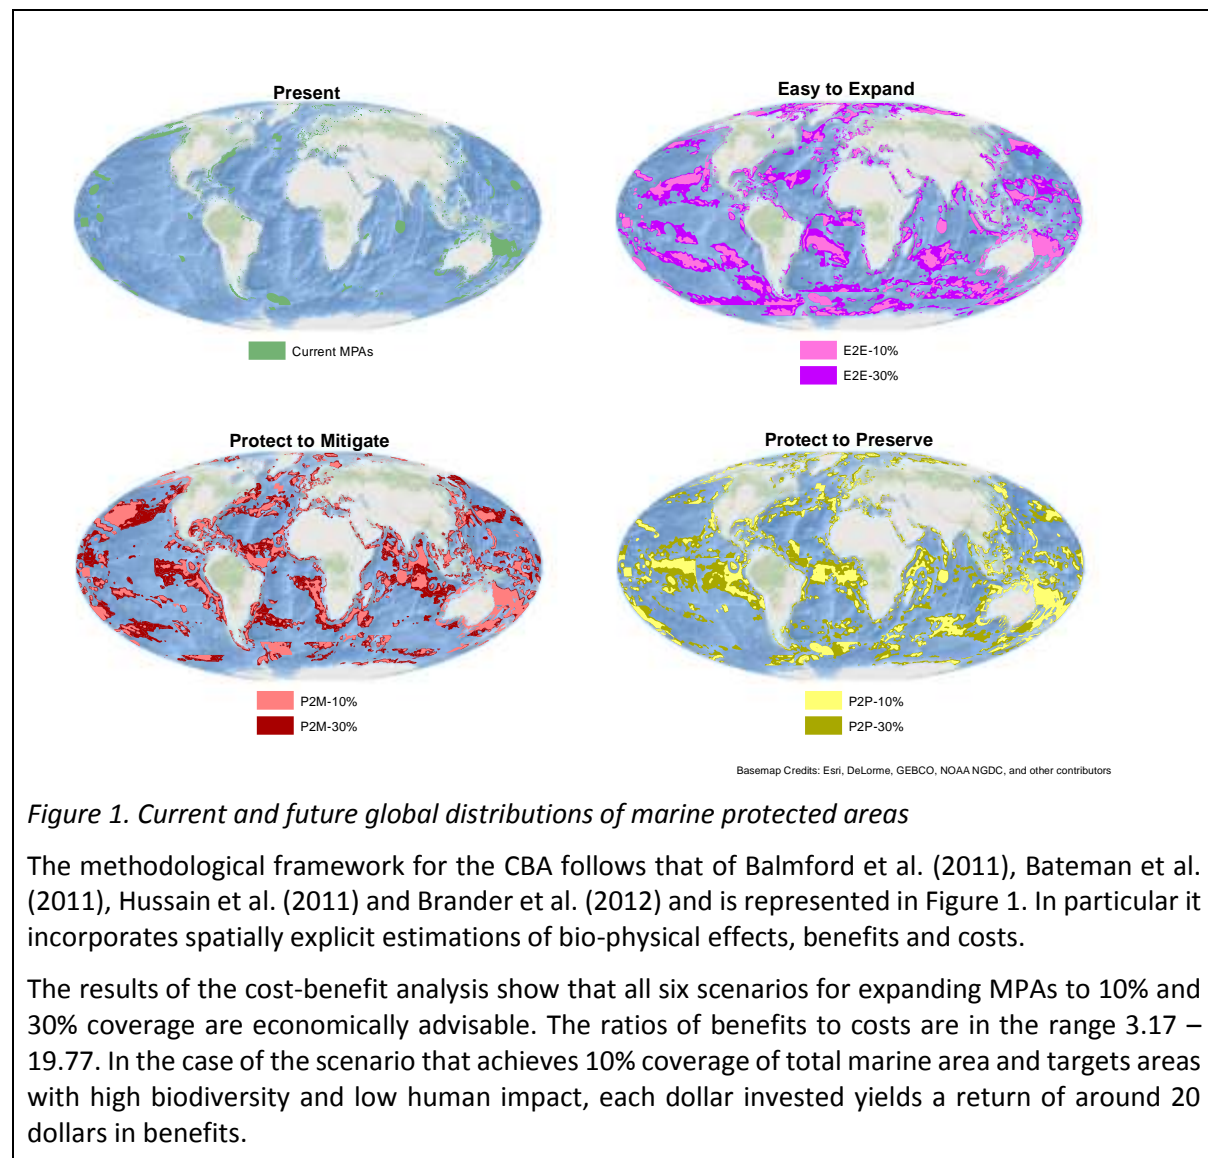 Present
Easy to Expand
Current MPAs
E2E-10%
E2E-30%
Protect to Mitigate
Protect to Preserve
P2M-10%
P2M-30%
P2P-10%
P2P-30%
Basemap Credits: Esri, DeLorme, GEBCO, NOAA NGDC, and other contributors
Figure 1. Current and future global distributions of marine protected areas
The methodological framework for the CBA follows that of Balmford et al. (2011), Bateman et al.
(2011), Hussain et al. (2011) and Brander et al. (2012) and is represented in Figure 1. In particular it
incorporates spatially explicit estimations of bio-physical effects, benefits and costs.
The results of the cost-benefit analysis show that all six scenarios for expanding MPAs to 10% and
30% coverage are economically advisable. The ratios of benefits to costs are in the range 3.17 –
19.77. In the case of the scenario that achieves 10% coverage of total marine area and targets areas
with high biodiversity and low human impact, each dollar invested yields a return of around 20
dollars in benefits.